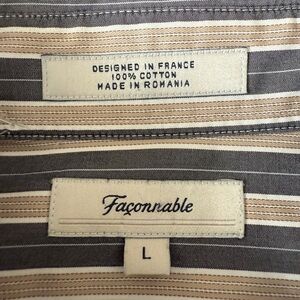 DESIGNED IN FRANCE
100% COTTON
MADE IN ROMANIA
Façonnable
L